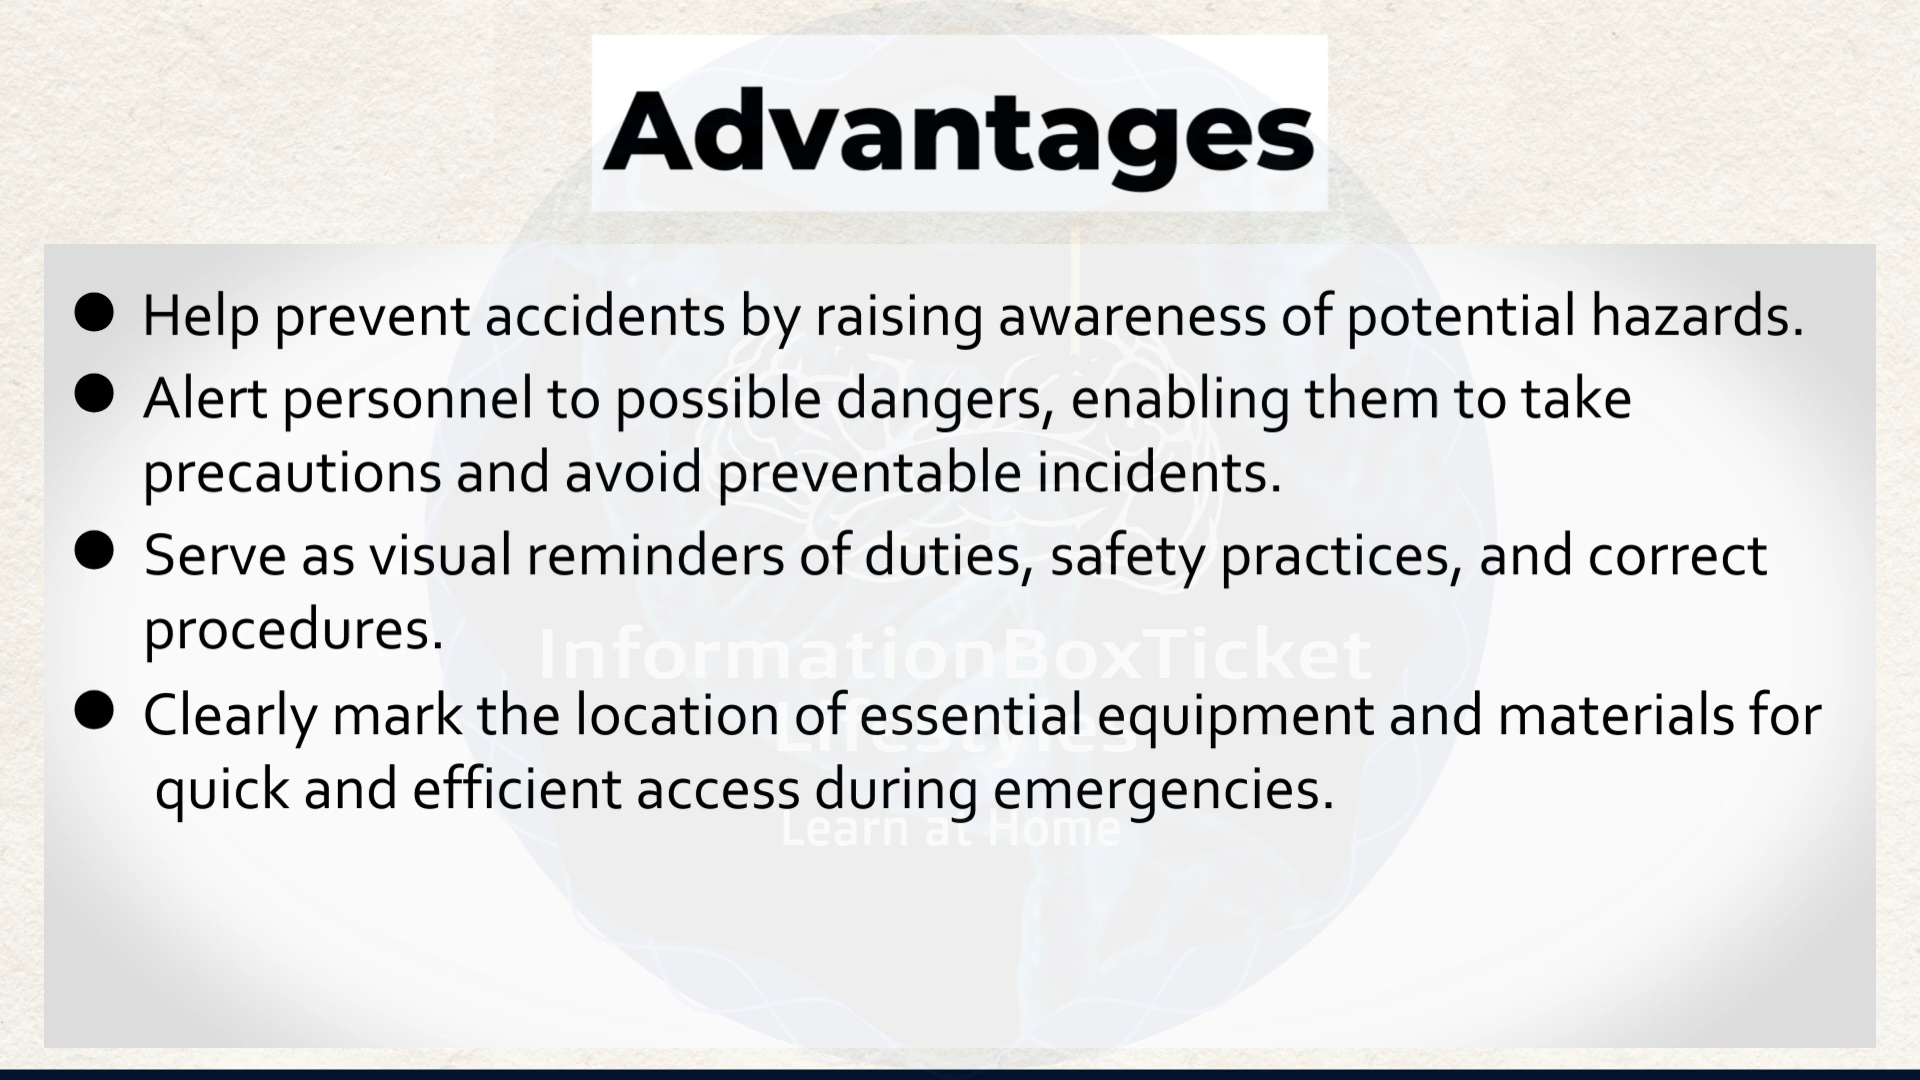 Advantages
● Help prevent accidents by raising awareness of potential hazards.
● Alert personnel to possible dangers, enabling them to take
precautions and avoid preventable incidents.
● Serve as visual reminders of duties, safety practices, and correct
procedures.
InformationBoxTicket
● Clearly mark the location of essential equipment and materials for
Lifestyles
quick and efficient access during emergencies.
Learn at Home